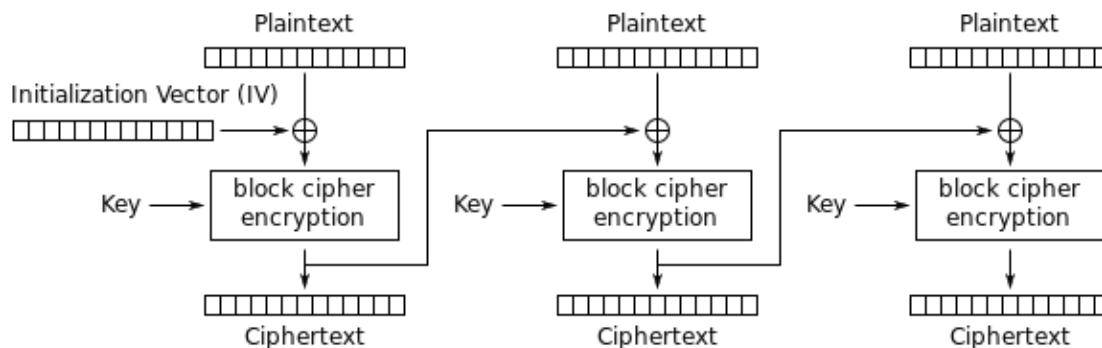 Plaintext
Plaintext
Plaintext
Initialization Vector (IV)
Key
block cipher
encryption
Key
block cipher
encryption
Key
block cipher
encryption
Ciphertext
Ciphertext
Ciphertext